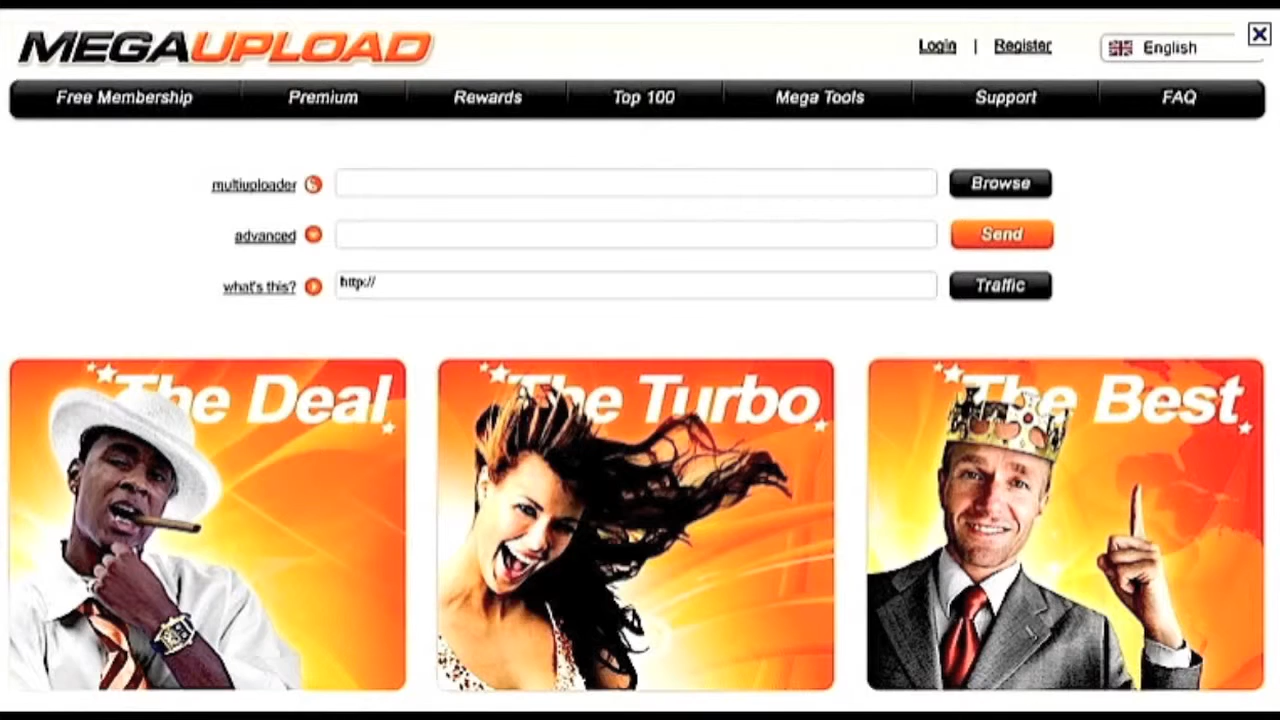 MEGAUPLOAD
Login | Register
English
Free Membership
Premium
Rewards
Top 100
Mega Tools
Support
FAQ
multiuploader
Browse
advanced
Send
what's this?
http://
Traffic
The Deal
The Turbo
The Best